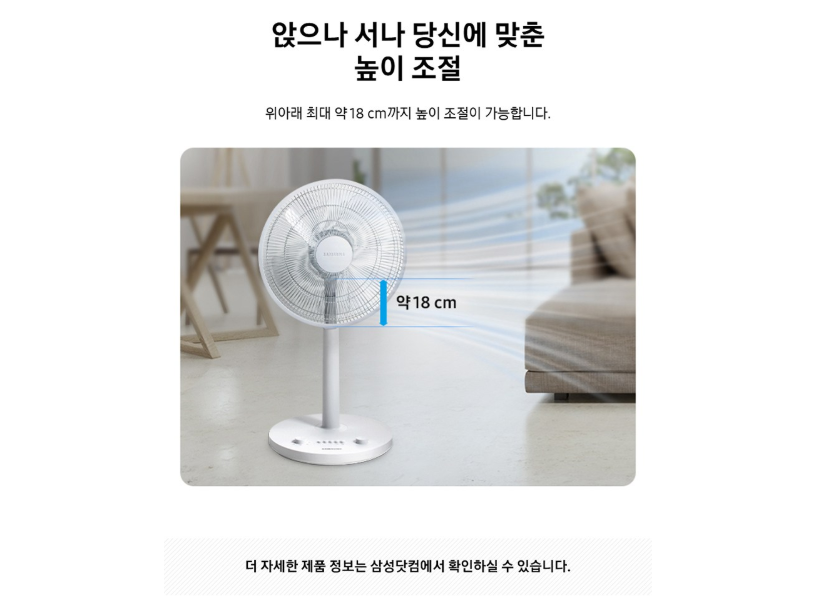 앉으나 서나 당신에 맞춘
높이 조절
위아래 최대 약 18 cm까지 높이 조절이 가능합니다.
약 18 cm
더 자세한 제품 정보는 삼성닷컴에서 확인하실 수 있습니다.